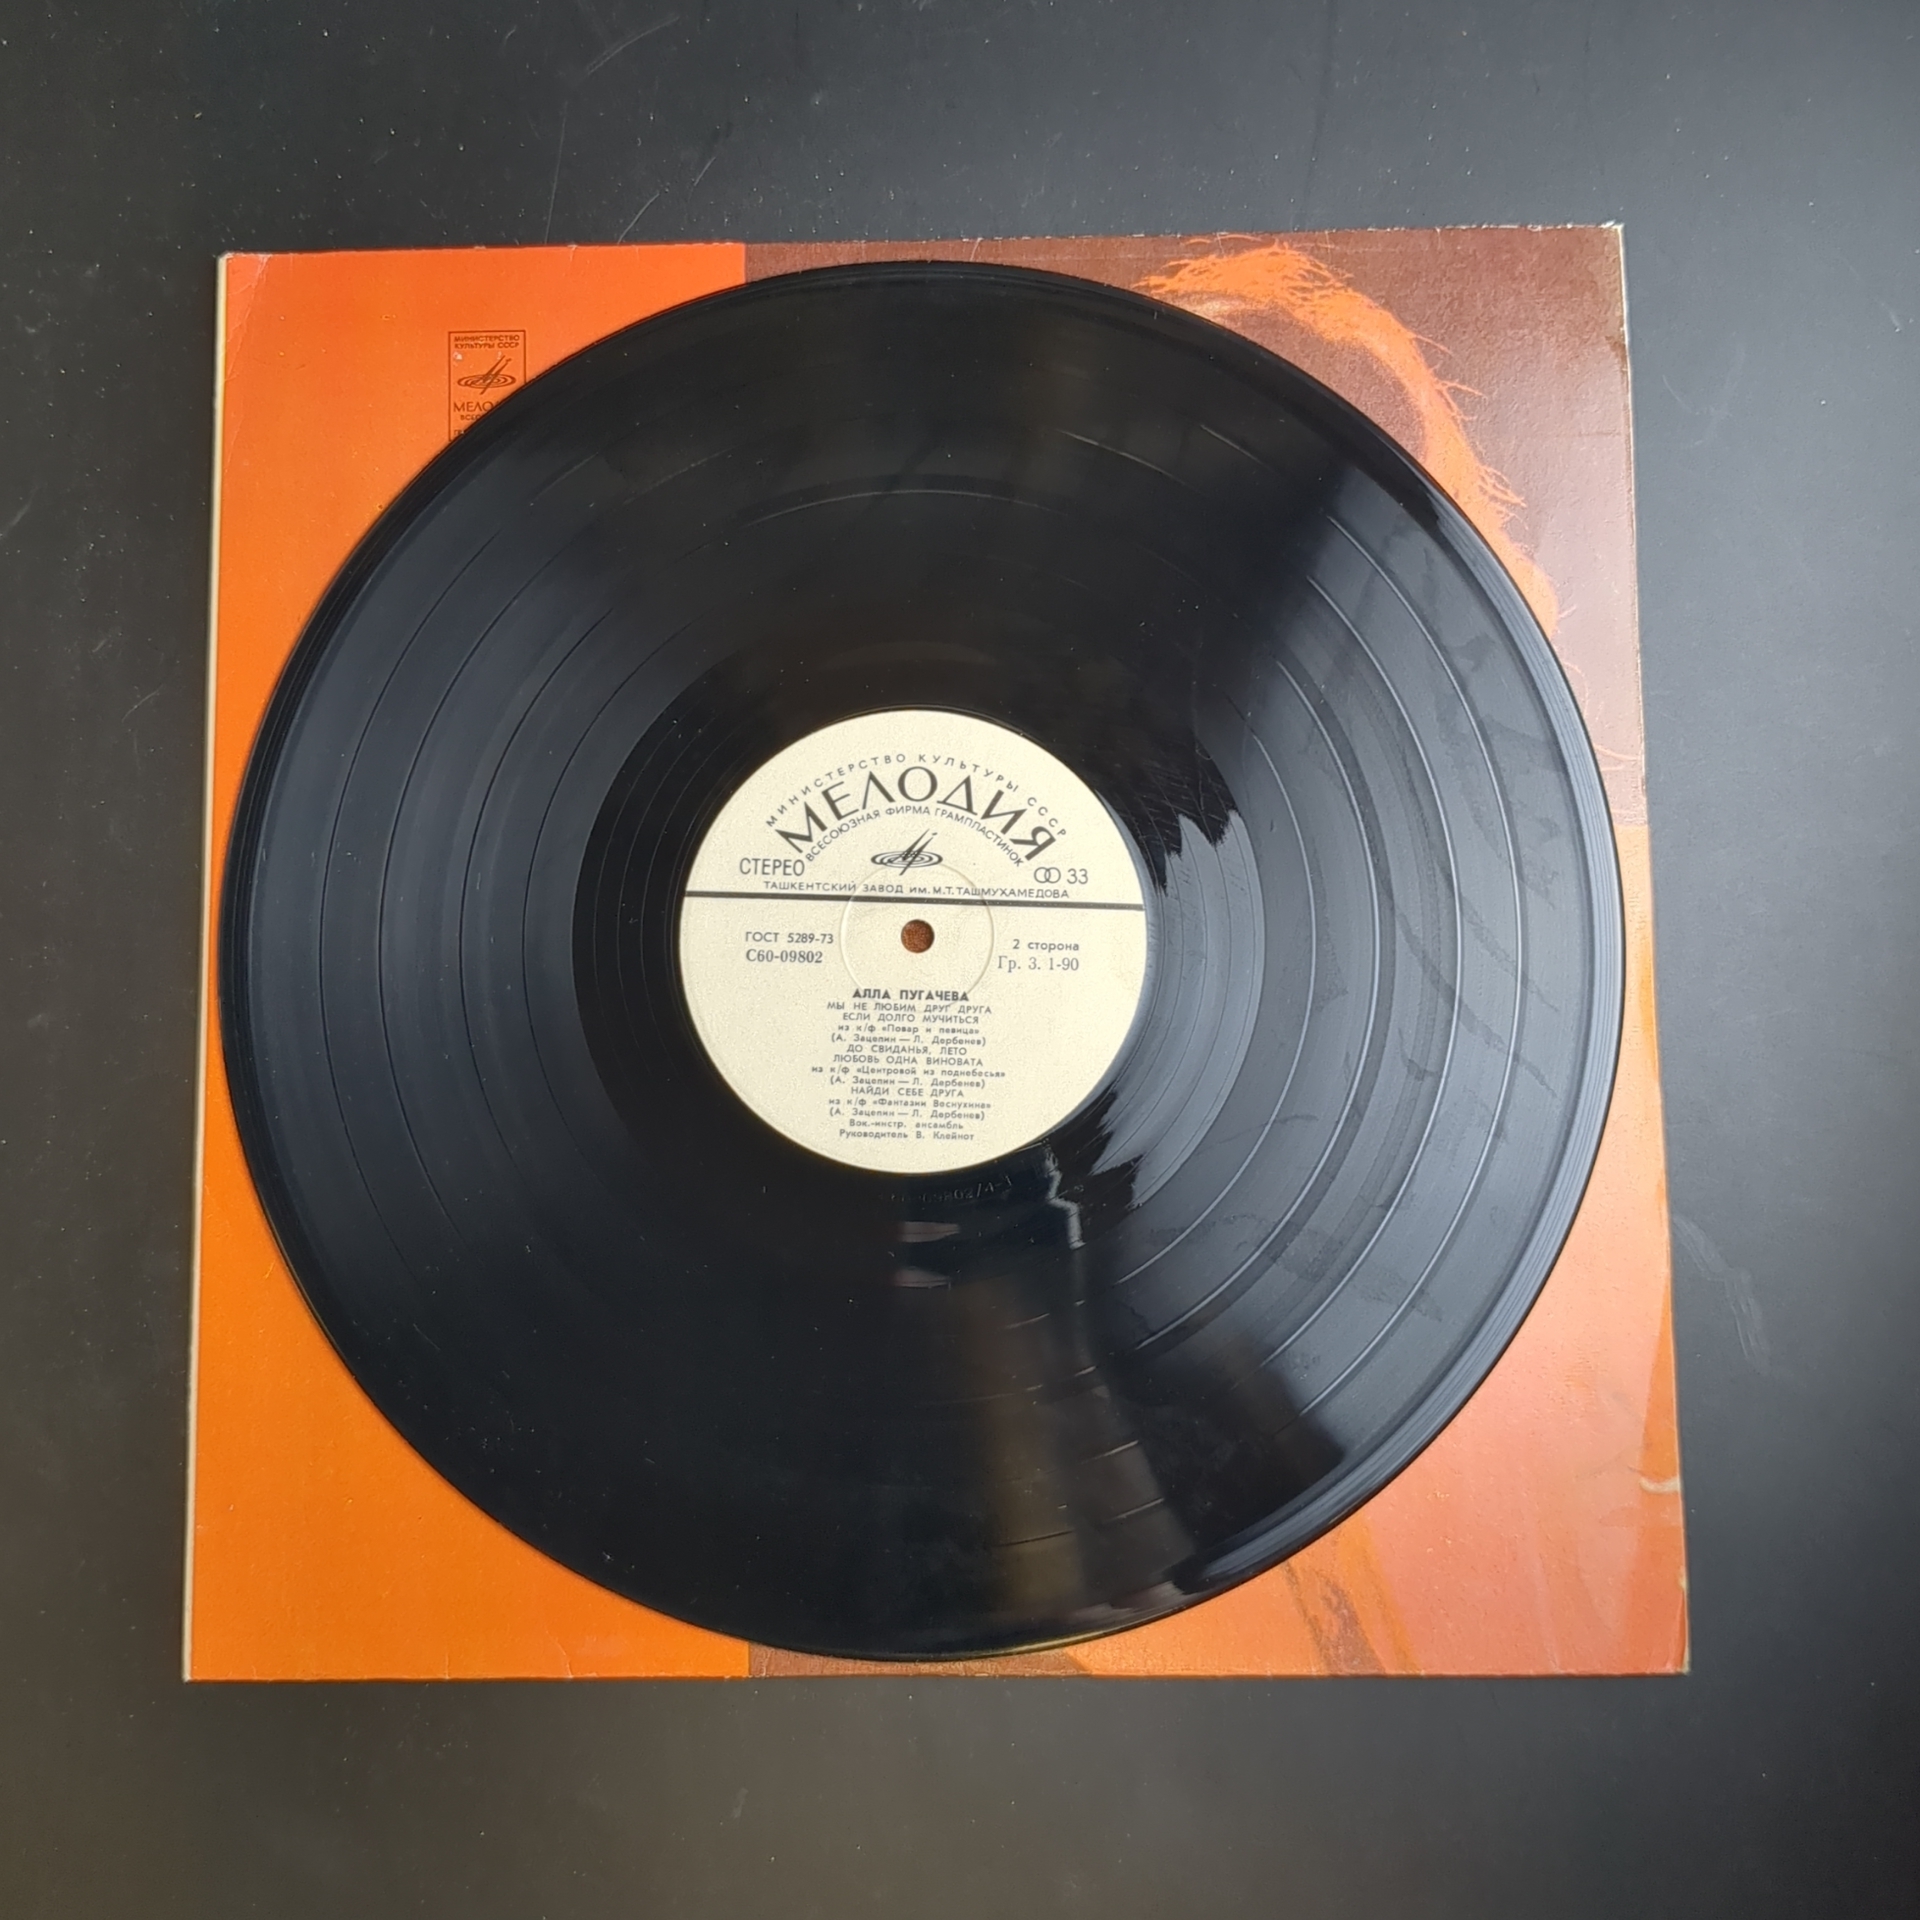 МИНИСТЕРСТВО
КУЛЬТУРЫ СССР
МИНИСТЕРСТВО КУЛЬТУРЫ СССР
МЕЛОДИЯ
ВСЕСОЮЗНАЯ ФИРМА ГРАМПЛАСТИНОК
СТЕРЕО
33
ТАШКЕНТСКИЙ ЗАВОД ИМ. М.Т. ТАШМУХАМЕДОВА
ГОСТ 5289-73
С60-09802
2 сторона
Гр. 3. 1-90
АЛЛА ПУГАЧЕВА
МЫ НЕ ЛЮБИМ ДРУГ ДРУГА
ЕСЛИ ДОЛГО МУЧИТЬСЯ
из к/ф «Повар и певица»
(А. Зацепин — Л. Дербенев)
ДО СВИДАНЬЯ, ЛЕТО
ЛЮБОВЬ ОДНА ВИНОВАТА
из к/ф «Центровой из поднебесья»
(А. Зацепин — Л. Дербенев)
НАЙДИ СЕБЕ ДРУГА
из к/ф «Фантазии Веснухина»
(А. Зацепин — Л. Дербенев)
Вок.-инстр. ансамбль
Руководитель В. Клейнот